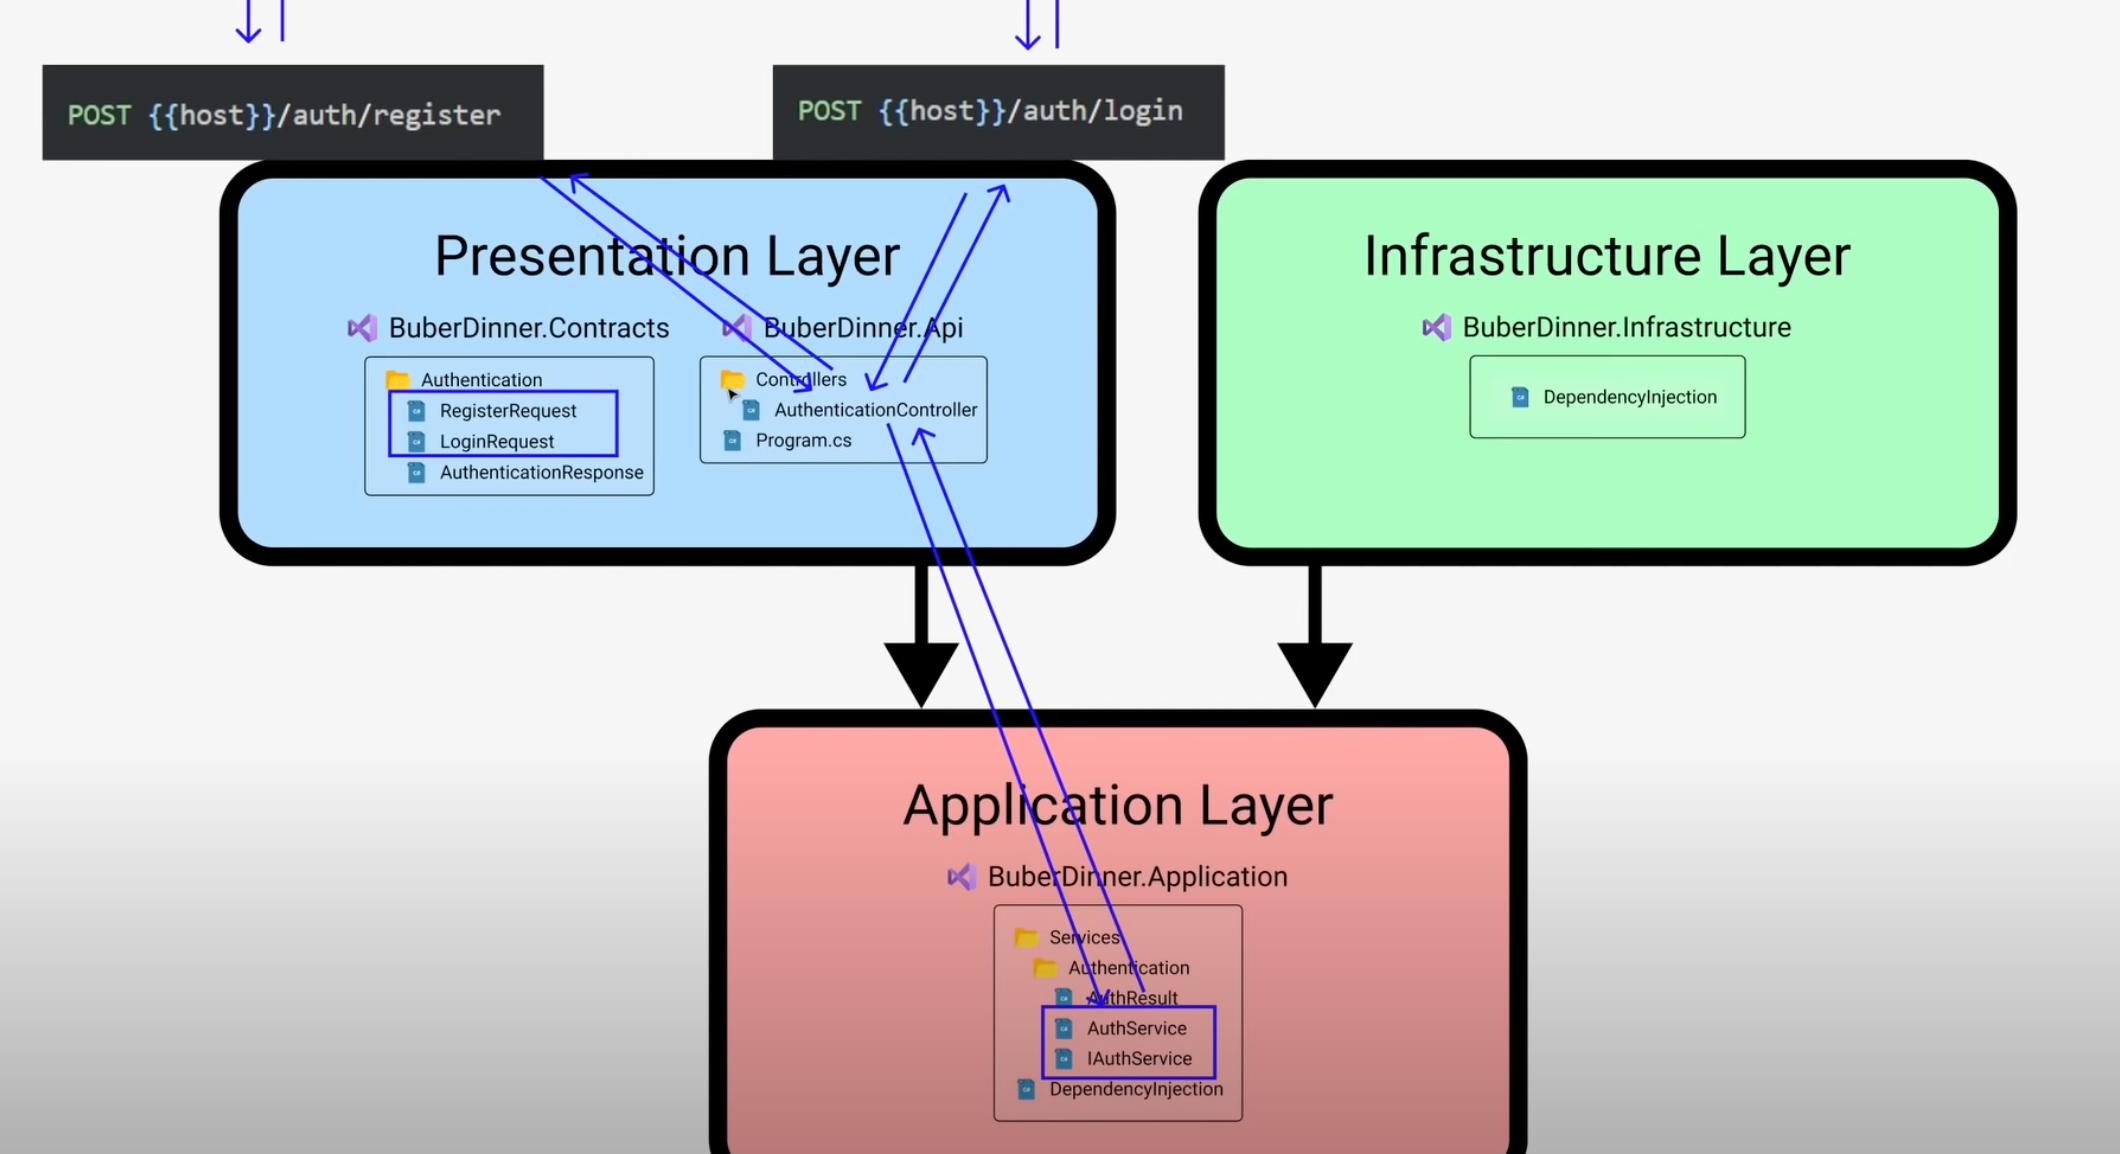 POST {{host}}/auth/register
POST {{host}}/auth/login
Presentation Layer
BuberDinner.Contracts
Authentication
RegisterRequest
LoginRequest
AuthenticationResponse
BuberDinner.Api
Controllers
AuthenticationController
Program.cs
Infrastructure Layer
BuberDinner.Infrastructure
DependencyInjection
Application Layer
BuberDinner.Application
Services
Authentication
AuthResult
AuthService
IAuthService
DependencyInjection